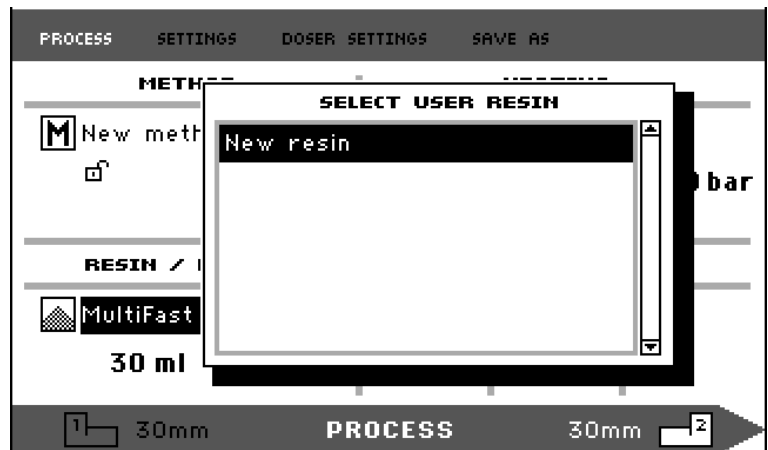 PROCESS SETTINGS DOSER SETTINGS SAVE AS
SELECT USER RESIN
New resin
M New meth
bar
RESIN /
MultiFast
30 ml
1 30mm PROCESS 30mm 2